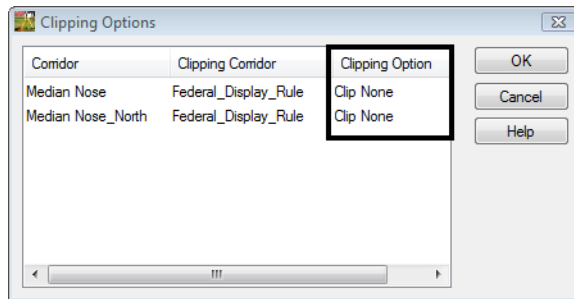 Clipping Options
Corridor Clipping Corridor Clipping Option
Median Nose Federal_Display_Rule Clip None
Median Nose_North Federal_Display_Rule Clip None
OK
Cancel
Help